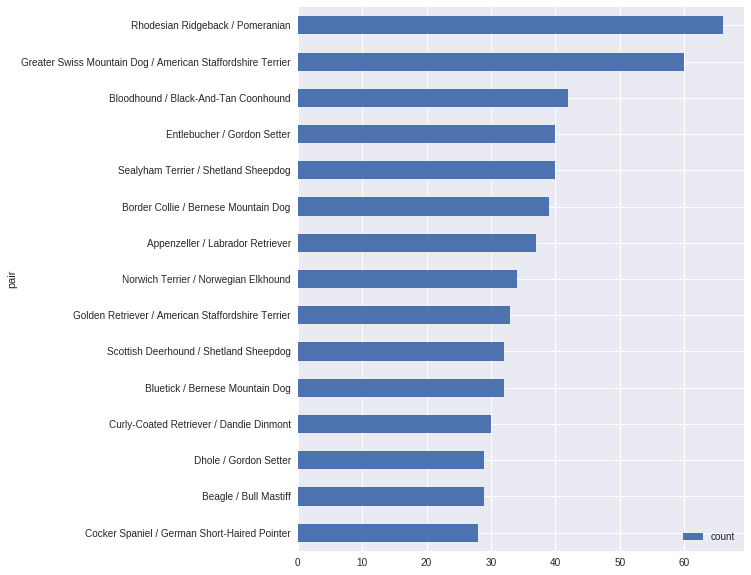 Rhodesian Ridgeback / Pomeranian
Greater Swiss Mountain Dog / American Staffordshire Terrier
Bloodhound / Black-And-Tan Coonhound
Entlebucher / Gordon Setter
Sealyham Terrier / Shetland Sheepdog
Border Collie / Bernese Mountain Dog
Appenzeller / Labrador Retriever
pair
Norwich Terrier / Norwegian Elkhound
Golden Retriever / American Staffordshire Terrier
Scottish Deerhound / Shetland Sheepdog
Bluetick / Bernese Mountain Dog
Curly-Coated Retriever / Dandie Dinmont
Dhole / Gordon Setter
Beagle / Bull Mastiff
Cocker Spaniel / German Short-Haired Pointer
count
0 10 20 30 40 50 60